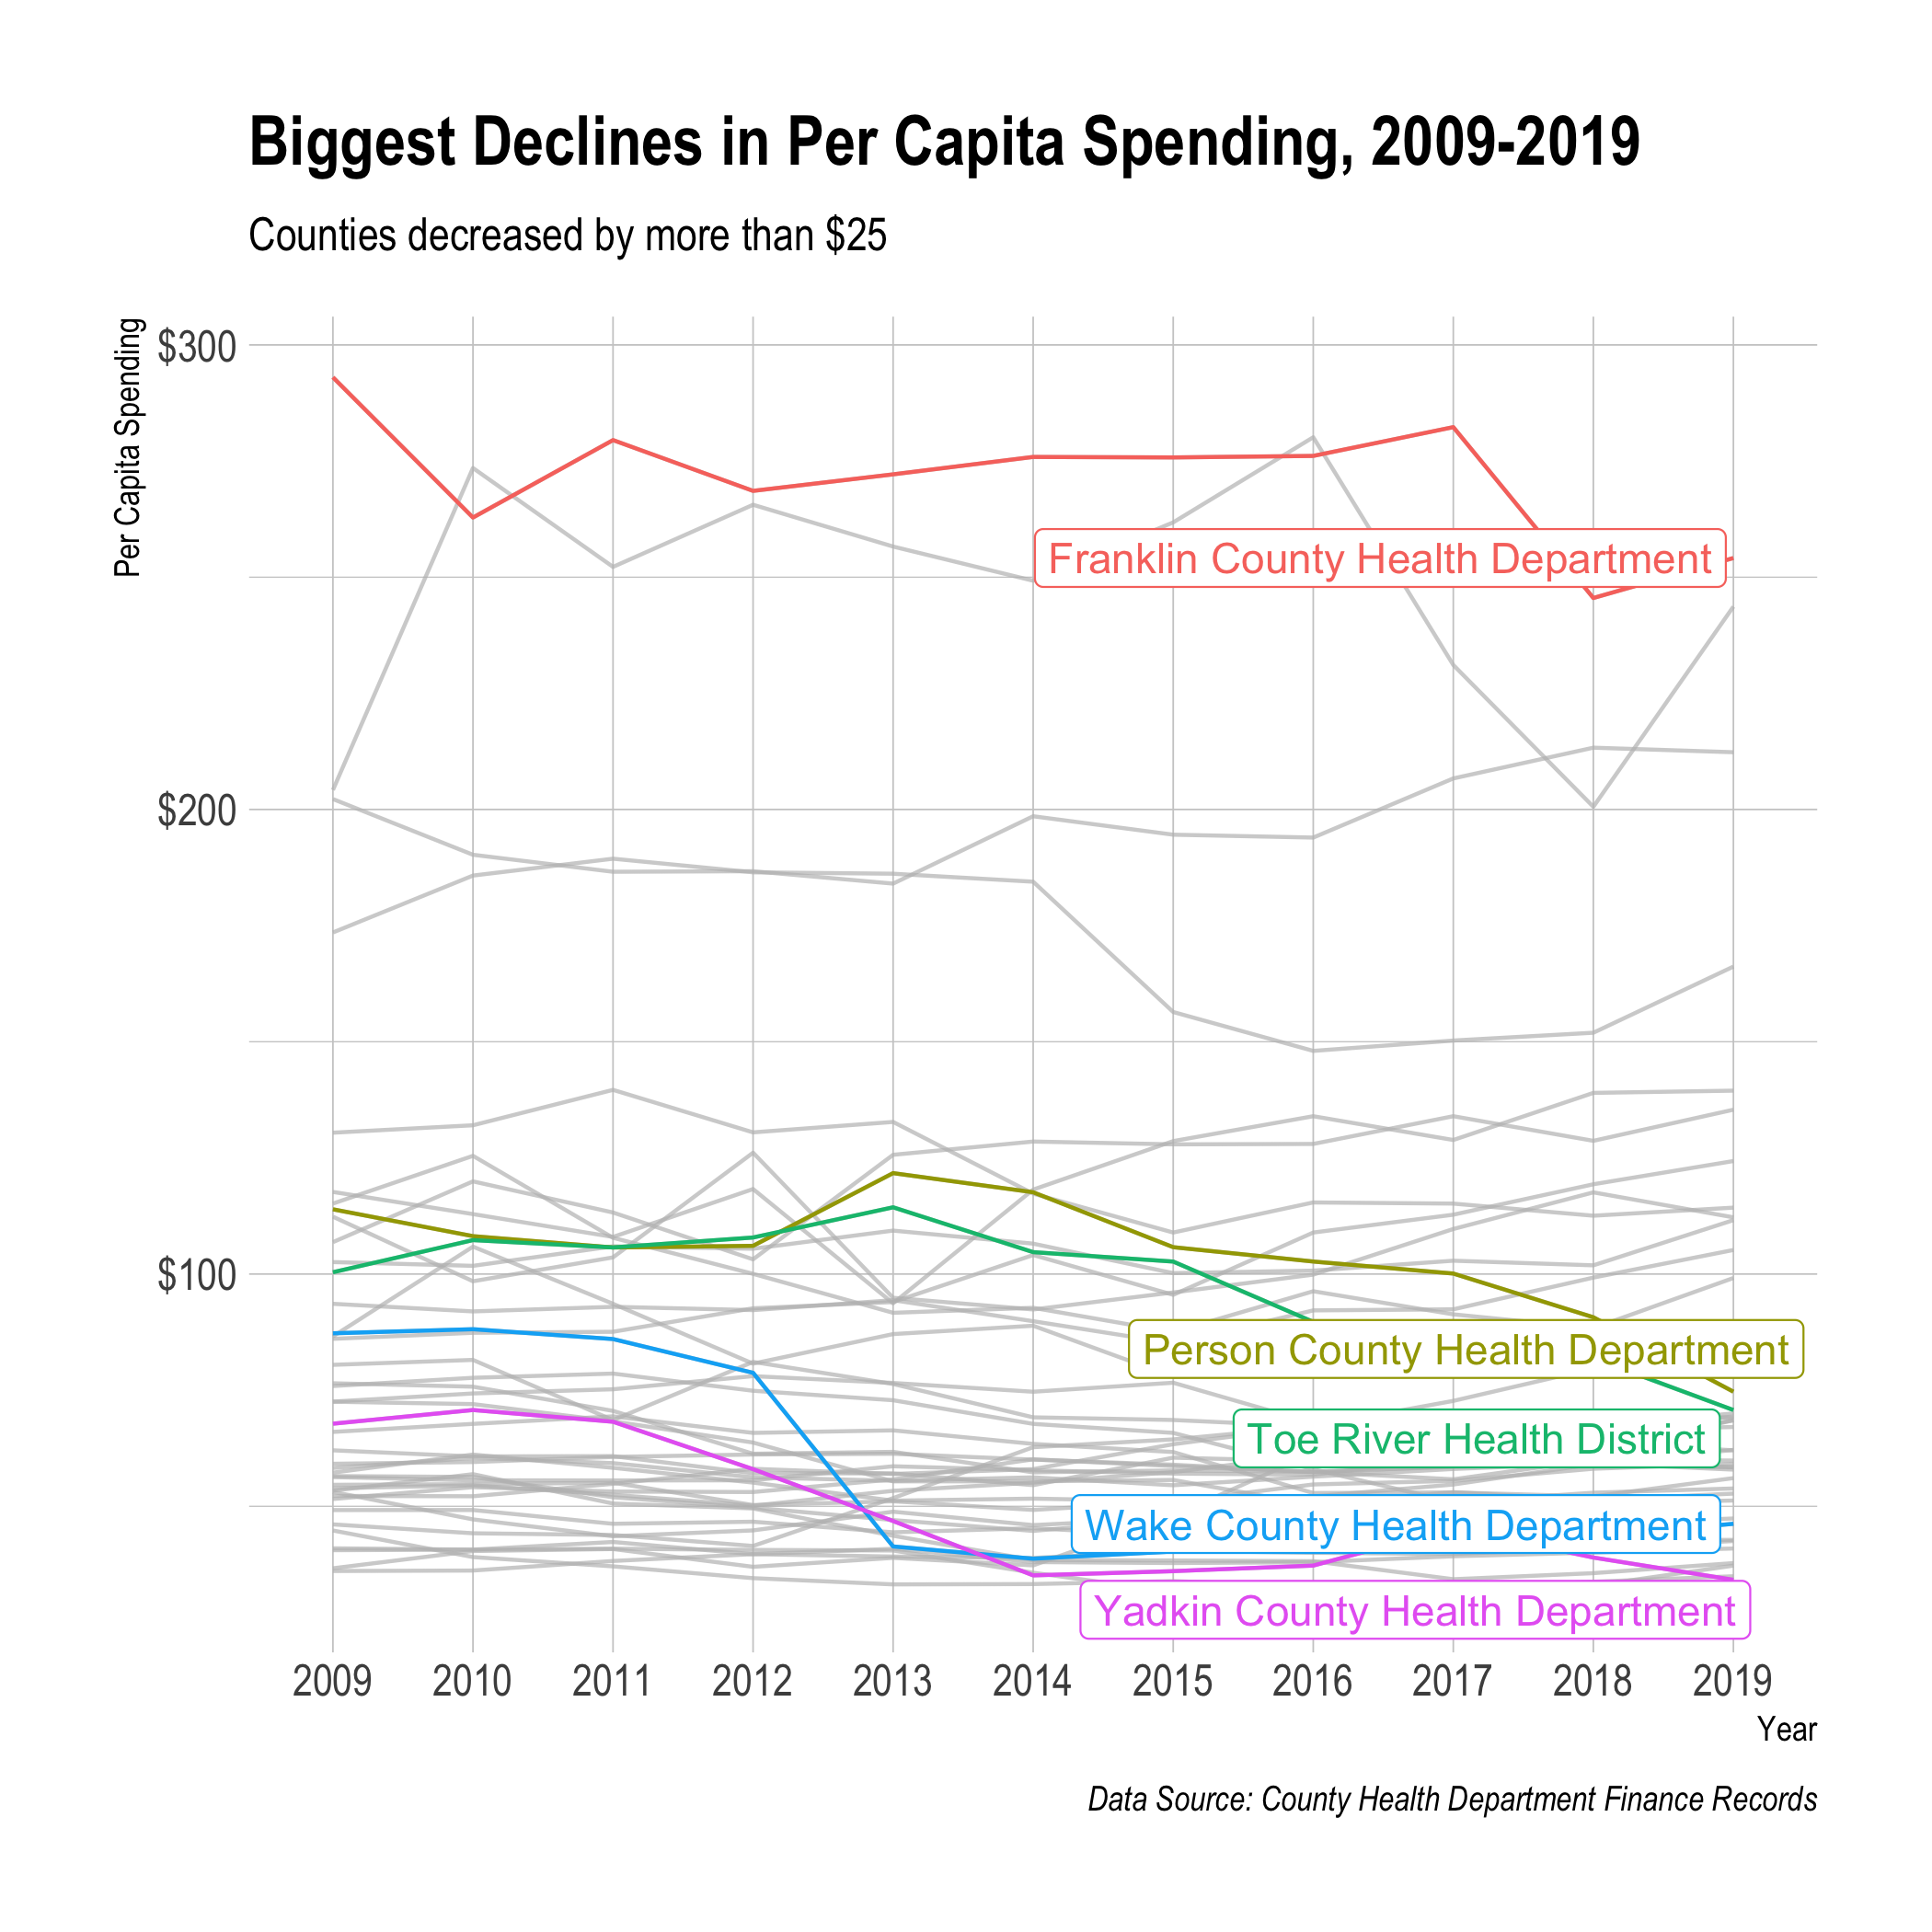 Biggest Declines in Per Capita Spending, 2009-2019
Counties decreased by more than $25
Per Capita Spending
$300
$200
$100
Franklin County Health Department
Person County Health Department
Toe River Health District
Wake County Health Department
Yadkin County Health Department
2009 2010 2011 2012 2013 2014 2015 2016 2017 2018 2019
Year
Data Source: County Health Department Finance Records